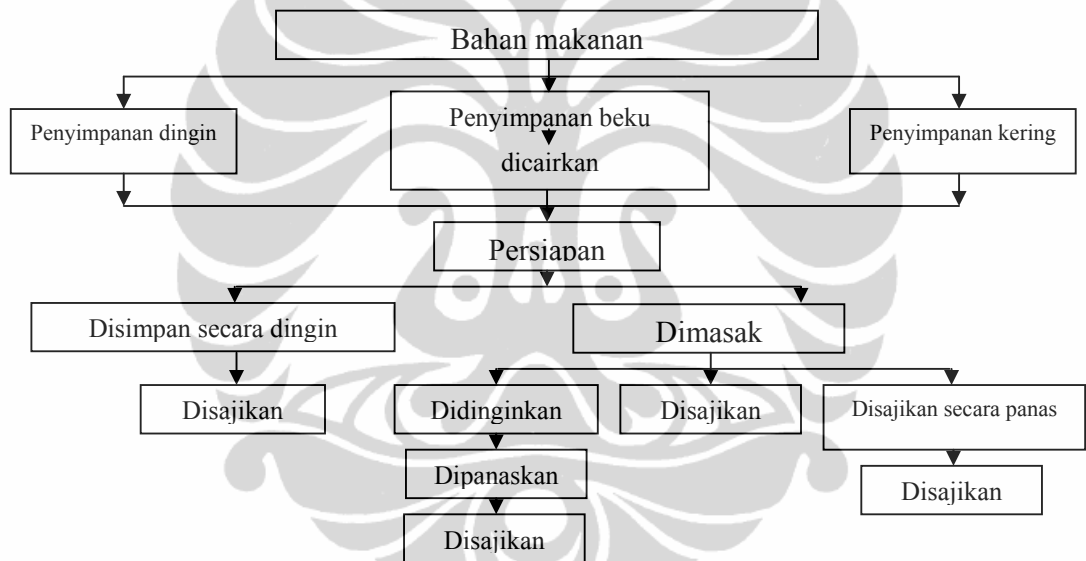 Bahan makanan
Penyimpanan dingin
Penyimpanan beku
dicairkan
Penyimpanan kering
Persiapan
Disimpan secara dingin
Dimasak
Disajikan
Didinginkan
Disajikan
Disajikan secara panas
Dipanaskan
Disajikan
Disajikan